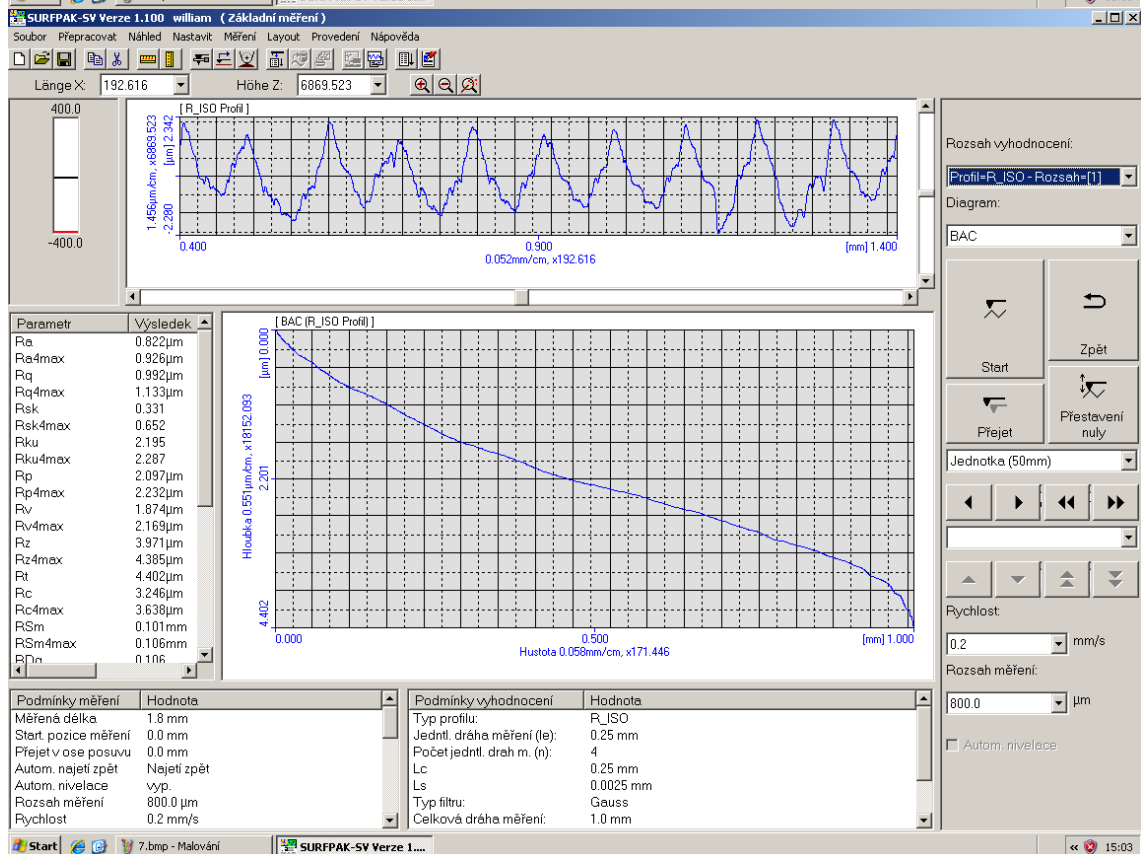 SURFPAK-SV Verze 1.100 william ( Základní měření )
Soubor Přepracovat Náhled Nastavit Měření Layout Provedení Nápověda
Länge X: 192.616 Höhe Z: 6869.523
400.0
-400.0
[ R_ISO Profil ]
1.456µm/cm, x6869.523
-2.280 [µm] 2.342
0.400 0.900 [mm] 1.400
0.052mm/cm, x192.616
Rozsah vyhodnocení:
Profil=R_ISO - Rozsah=[1]
Diagram:
BAC
Start
Zpět
Přejet
Přestavení
nuly
Jednotka (50mm)
Rychlost:
0.2 mm/s
Rozsah měření:
800.0 µm
Autom. nivelace
Parametr Výsledek
Ra 0.822µm
Ra4max 0.926µm
Rq 0.992µm
Rq4max 1.133µm
Rsk 0.331
Rsk4max 0.652
Rku 2.195
Rku4max 2.287
Rp 2.097µm
Rp4max 2.232µm
Rv 1.874µm
Rv4max 2.169µm
Rz 3.971µm
Rz4max 4.385µm
Rt 4.402µm
Rc 3.246µm
Rc4max 3.638µm
RSm 0.101mm
RSm4max 0.106mm
RDq 0.106
[ BAC (R_ISO Profil) ]
Hloubka 0.551µm/cm, x18152.093
4.402 2.201 [µm] 0.000
0.000 0.500 [mm] 1.000
Hustota 0.058mm/cm, x171.446
Podmínky měření Hodnota
Měřená délka 1.8 mm
Start. pozice měření 0.0 mm
Přejet v ose posuvu 0.0 mm
Autom. najetí zpět Najetí zpět
Autom. nivelace vyp.
Rozsah měření 800.0 µm
Rychlost 0.2 mm/s
Podmínky vyhodnocení Hodnota
Typ profilu: R_ISO
Jedntl. dráha měření (le): 0.25 mm
Počet jedntl. drah m. (n): 4
Lc 0.25 mm
Ls 0.0025 mm
Typ filtru: Gauss
Celková dráha měření: 1.0 mm
Start 7.bmp - Malování SURFPAK-SV Verze 1.... 15:03